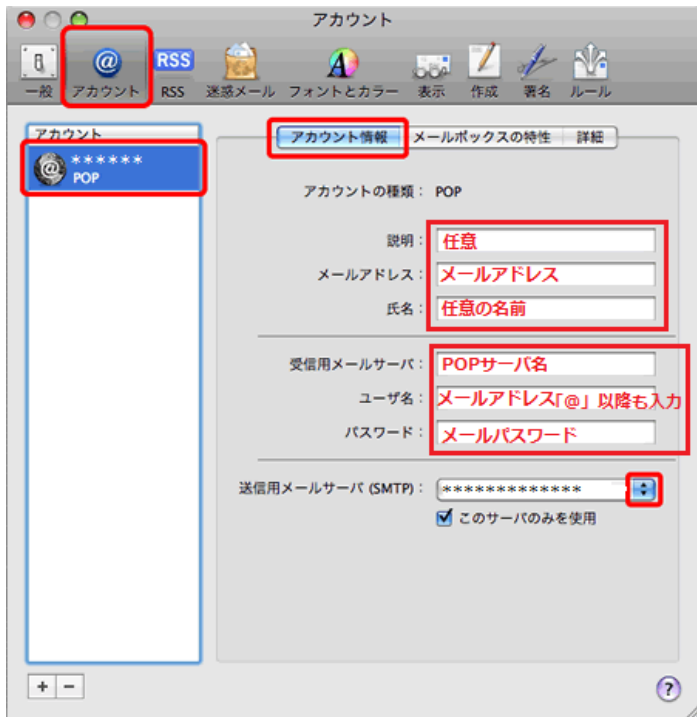 アカウント
一般 アカウント RSS 迷惑メール フォントとカラー 表示 作成 署名 ルール
RSS
アカウント
アカウント情報 メールボックスの特性 詳細
******
POP
アカウントの種類： POP
説明： 任意
メールアドレス： メールアドレス
氏名： 任意の名前
受信用メールサーバ： POPサーバ名
ユーザ名： メールアドレス「@」以降も入力
パスワード： メールパスワード
送信用メールサーバ (SMTP)： *************
このサーバのみを使用